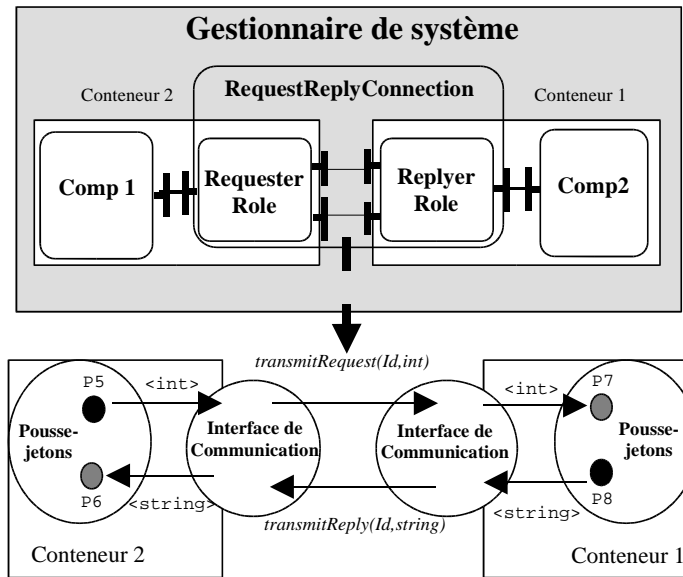 Gestionnaire de système
Conteneur 2
RequestReplyConnection
Conteneur 1
Comp 1
Requester
Role
Replyer
Role
Comp2
transmitRequest(Id,int)
P5
<int>
<int>
P7
Pousse-
jetons
Interface de
Communication
Interface de
Communication
Pousse-
jetons
P6
<string>
transmitReply(Id,string)
<string>
P8
Conteneur 2
Conteneur 1